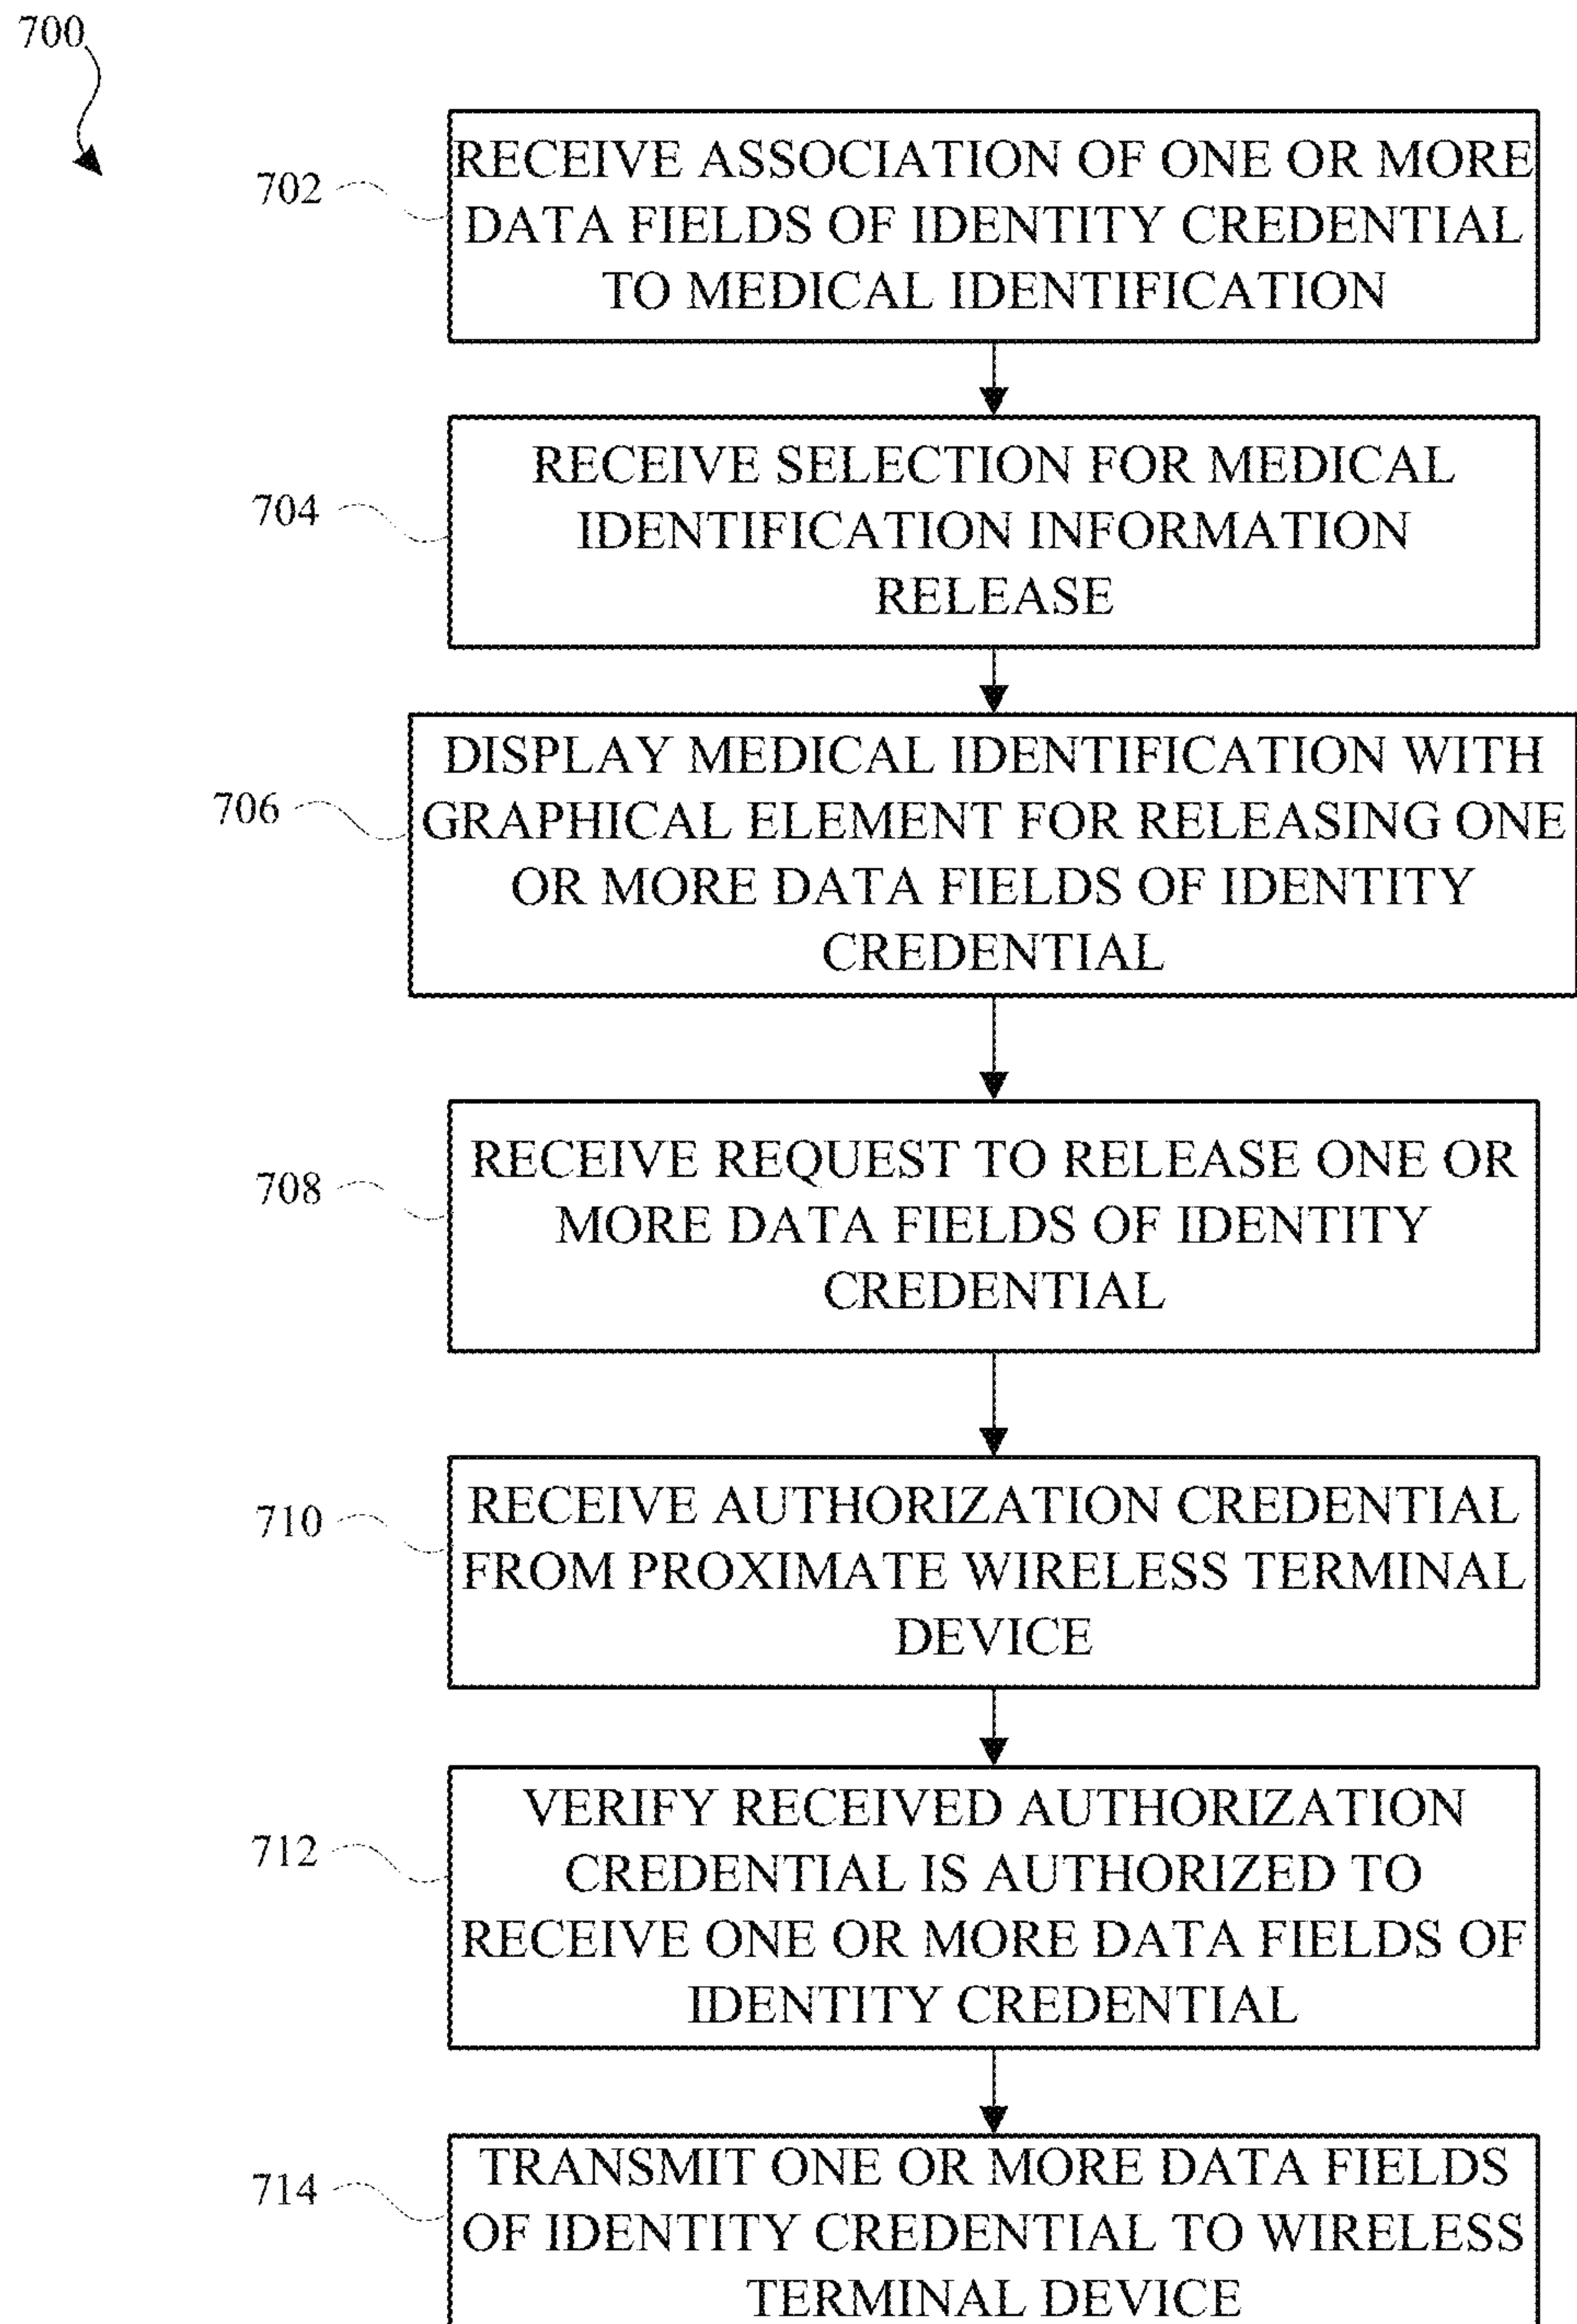 700
702
RECEIVE ASSOCIATION OF ONE OR MORE
DATA FIELDS OF IDENTITY CREDENTIAL
TO MEDICAL IDENTIFICATION
704
RECEIVE SELECTION FOR MEDICAL
IDENTIFICATION INFORMATION
RELEASE
706
DISPLAY MEDICAL IDENTIFICATION WITH
GRAPHICAL ELEMENT FOR RELEASING ONE
OR MORE DATA FIELDS OF IDENTITY
CREDENTIAL
708
RECEIVE REQUEST TO RELEASE ONE OR
MORE DATA FIELDS OF IDENTITY
CREDENTIAL
710
RECEIVE AUTHORIZATION CREDENTIAL
FROM PROXIMATE WIRELESS TERMINAL
DEVICE
712
VERIFY RECEIVED AUTHORIZATION
CREDENTIAL IS AUTHORIZED TO
RECEIVE ONE OR MORE DATA FIELDS OF
IDENTITY CREDENTIAL
714
TRANSMIT ONE OR MORE DATA FIELDS
OF IDENTITY CREDENTIAL TO WIRELESS
TERMINAL DEVICE